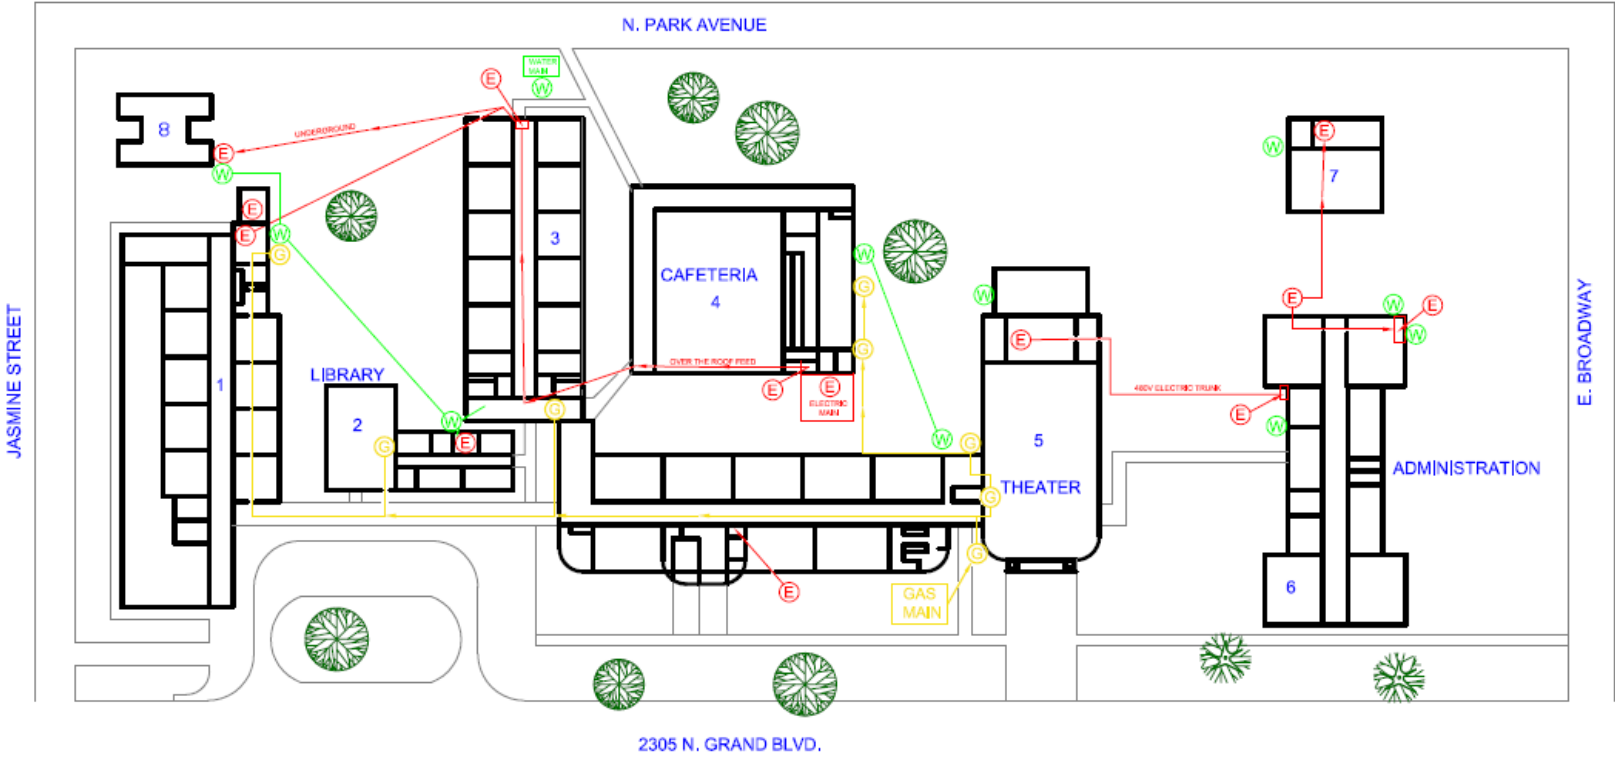 N. PARK AVENUE
WATER
MAIN
W
E
8
UNDERGROUND
E
W
E
E
W
G
3
CAFETERIA
4
W
G
G
W
E
7
W
E
W
E
W
5
THEATER
E
480V ELECTRIC TRUNK
E
W
ADMINISTRATION
6
JASMINE STREET
E. BROADWAY
1
LIBRARY
2
G
W
E
G
OVER THE ROOF FEED
E
E
ELECTRIC
MAIN
W
G
G
G
GAS
MAIN
E
2305 N. GRAND BLVD.